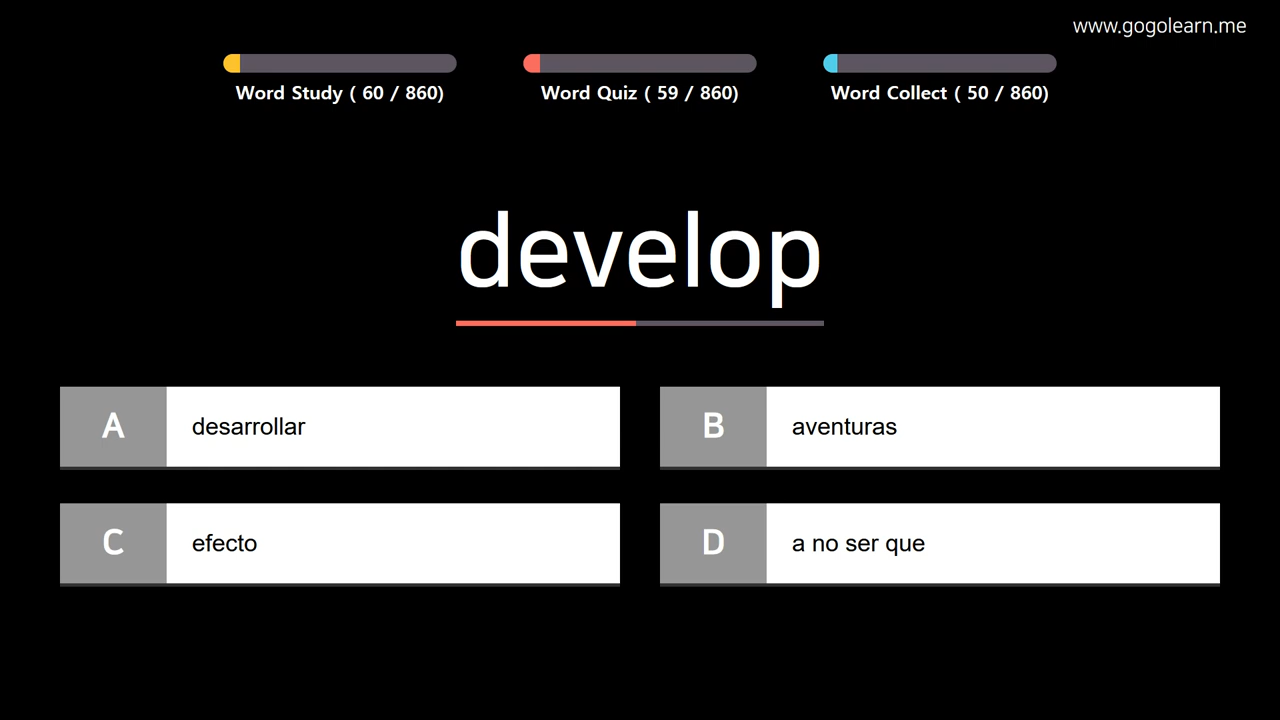 www.gogolearn.me
Word Study ( 60 / 860)
Word Quiz ( 59 / 860)
Word Collect ( 50 / 860)
develop
A desarrollar
B aventuras
C efecto
D a no ser que